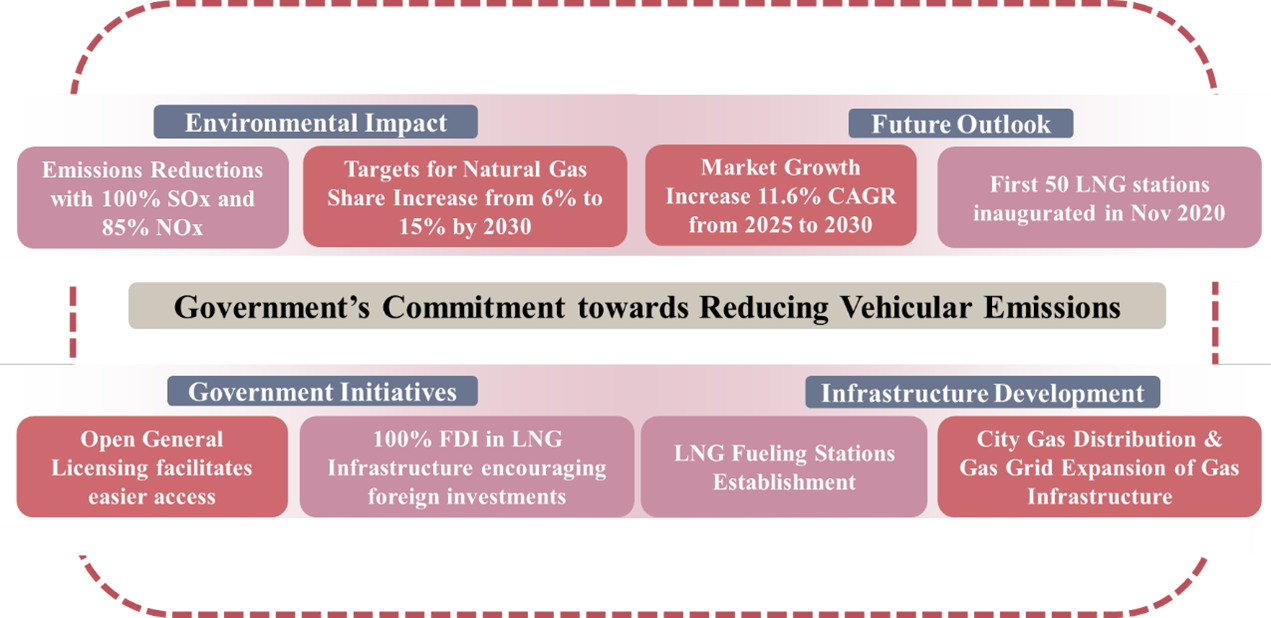 Environmental Impact
Future Outlook
Emissions Reductions
with 100% SOx and
85% NOx
Targets for Natural Gas
Share Increase from 6% to
15% by 2030
Market Growth
Increase 11.6% CAGR
from 2025 to 2030
First 50 LNG stations
inaugurated in Nov 2020
Government’s Commitment towards Reducing Vehicular Emissions
Government Initiatives
Infrastructure Development
Open General
Licensing facilitates
easier access
100% FDI in LNG
Infrastructure encouraging
foreign investments
LNG Fueling Stations
Establishment
City Gas Distribution &
Gas Grid Expansion of Gas
Infrastructure